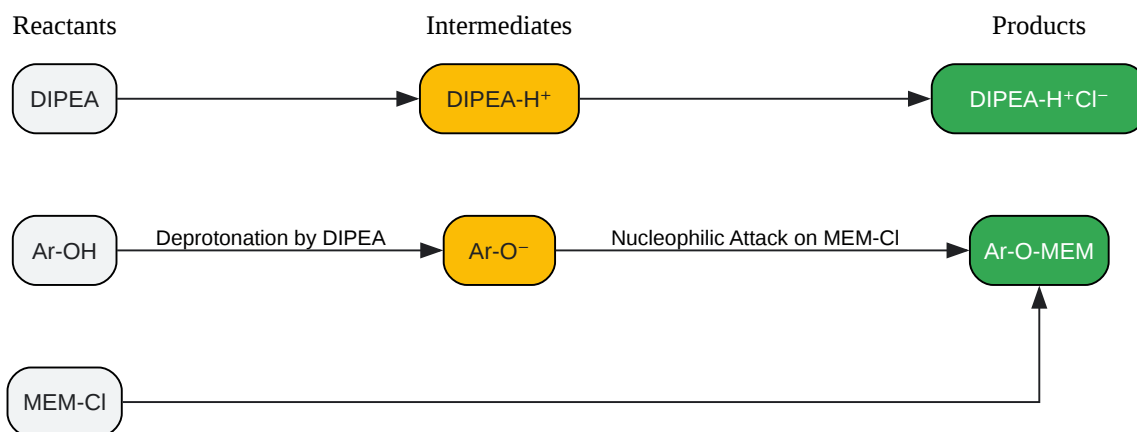 Reactants
Intermediates
Products
DIPEA
DIPEA-H⁺
DIPEA-H⁺Cl⁻
Ar-OH
Deprotonation by DIPEA
Ar-O⁻
Nucleophilic Attack on MEM-Cl
Ar-O-MEM
MEM-Cl